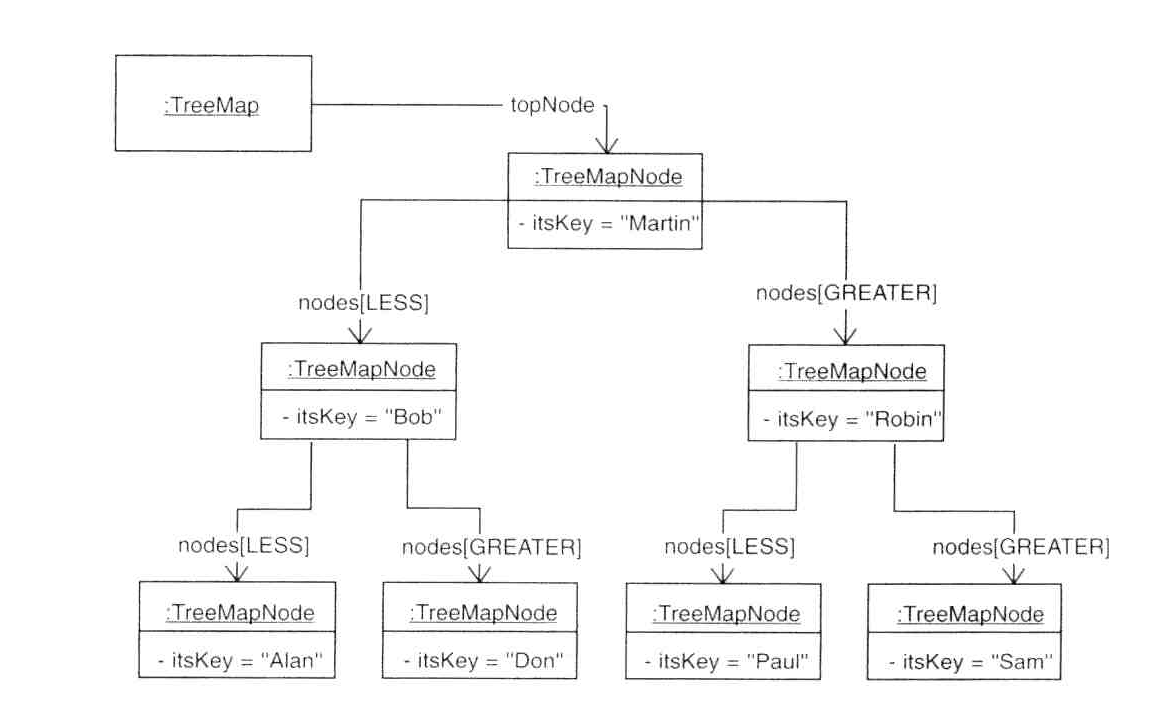 :TreeMap
topNode
:TreeMapNode
- itsKey = "Martin"
nodes[LESS]
nodes[GREATER]
:TreeMapNode
- itsKey = "Bob"
:TreeMapNode
- itsKey = "Robin"
nodes[LESS]
nodes[GREATER]
nodes[LESS]
nodes[GREATER]
:TreeMapNode
- itsKey = "Alan"
:TreeMapNode
- itsKey = "Don"
:TreeMapNode
- itsKey = "Paul"
:TreeMapNode
- itsKey = "Sam"